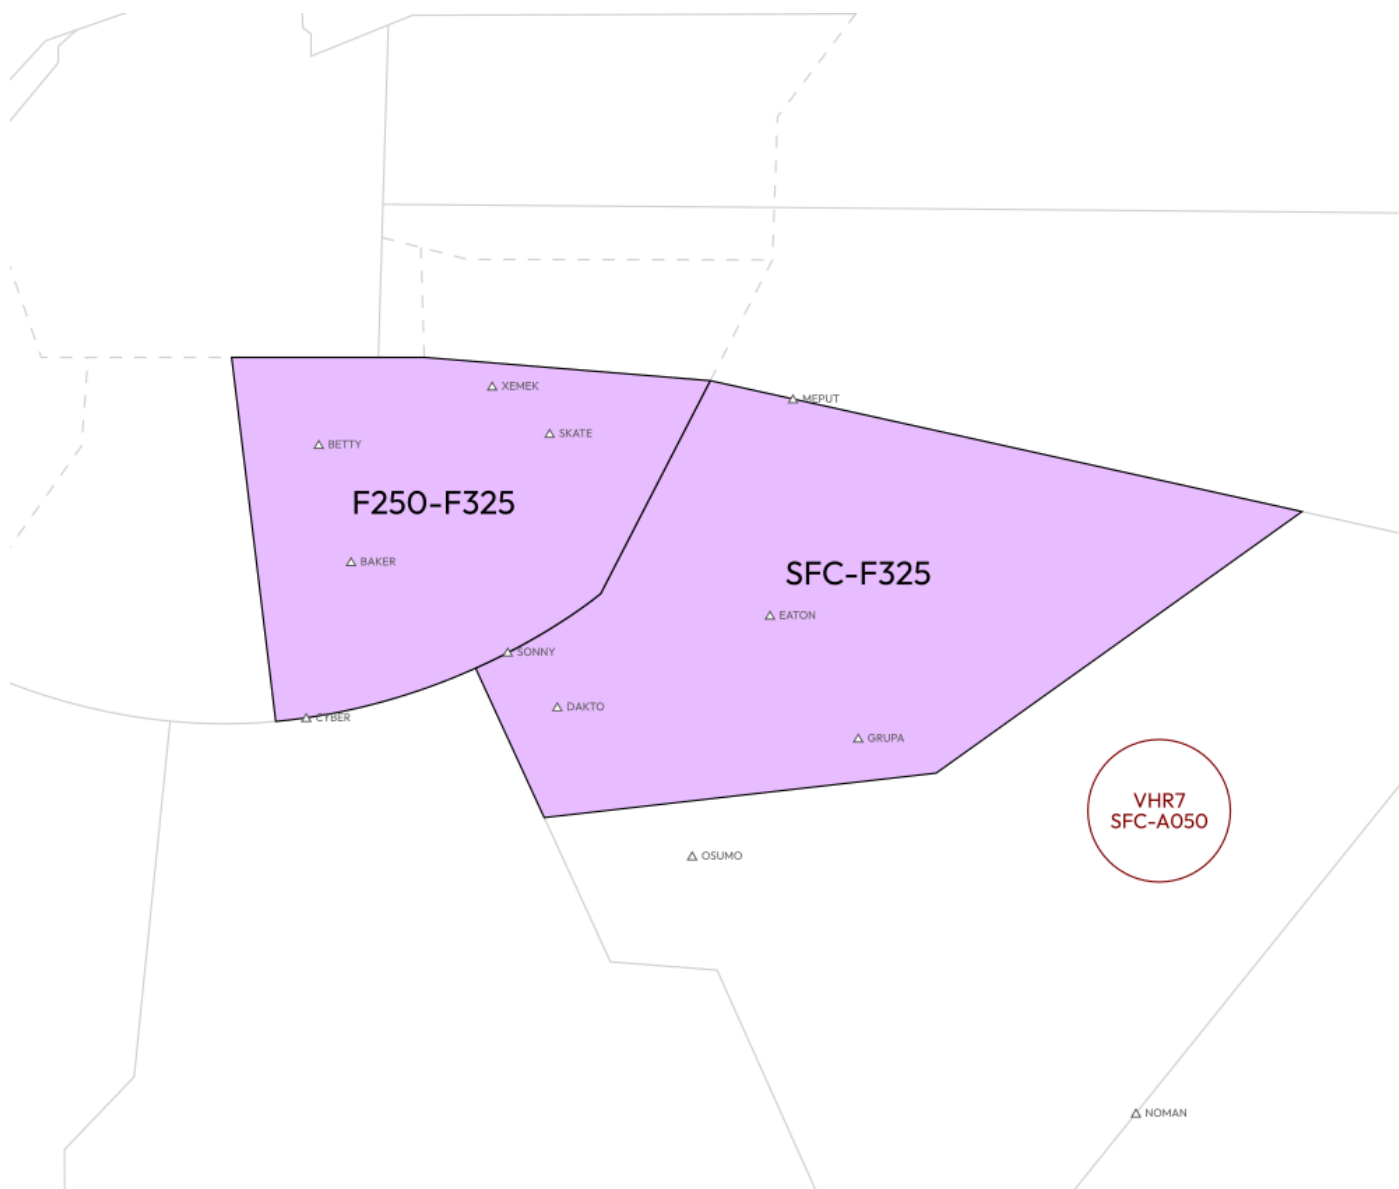 XEMEK
MEPUT
SKATE
BETTY
F250-F325
BAKER
SFC-F325
EATON
SONNY
DAKTO
CYBER
GRUPA
VHR7
SFC-A050
OSUMO
NOMAN